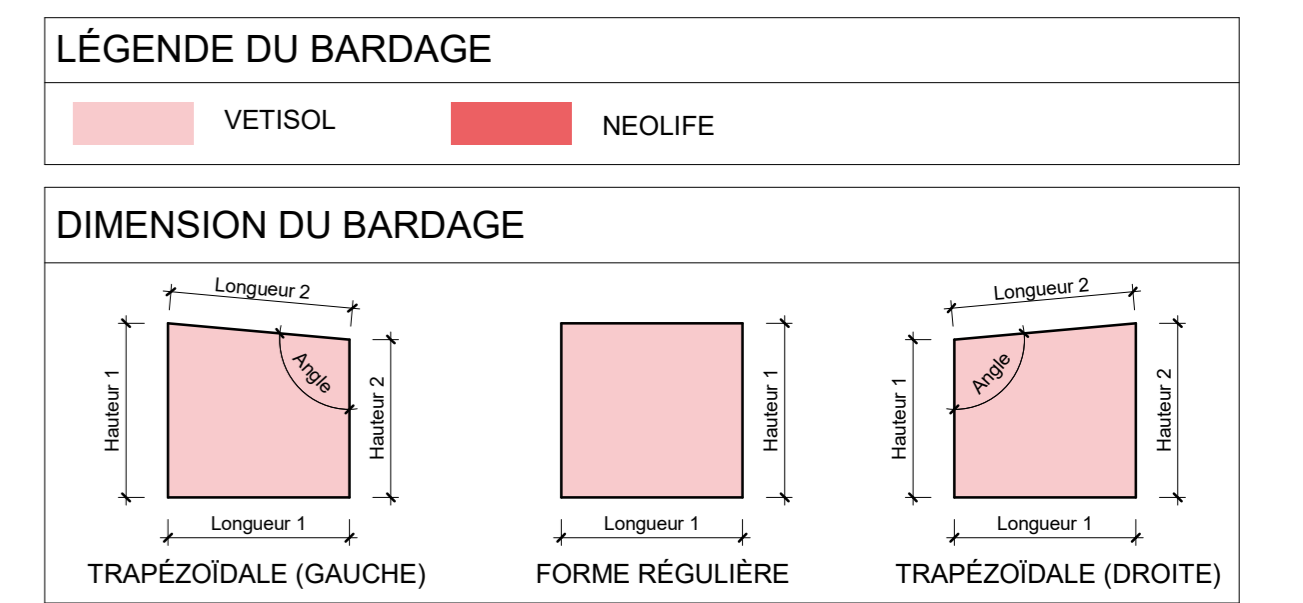 LÉGENDE DU BARDAGE
VETISOL
NEOLIFE
DIMENSION DU BARDAGE
Longueur 2
Hauteur 1
Angle
Hauteur 2
Longueur 1
TRAPÉZOÏDALE (GAUCHE)
Hauteur 1
Longueur 1
FORME RÉGULIÈRE
Longueur 2
Hauteur 1
Angle
Hauteur 2
Longueur 1
TRAPÉZOÏDALE (DROITE)